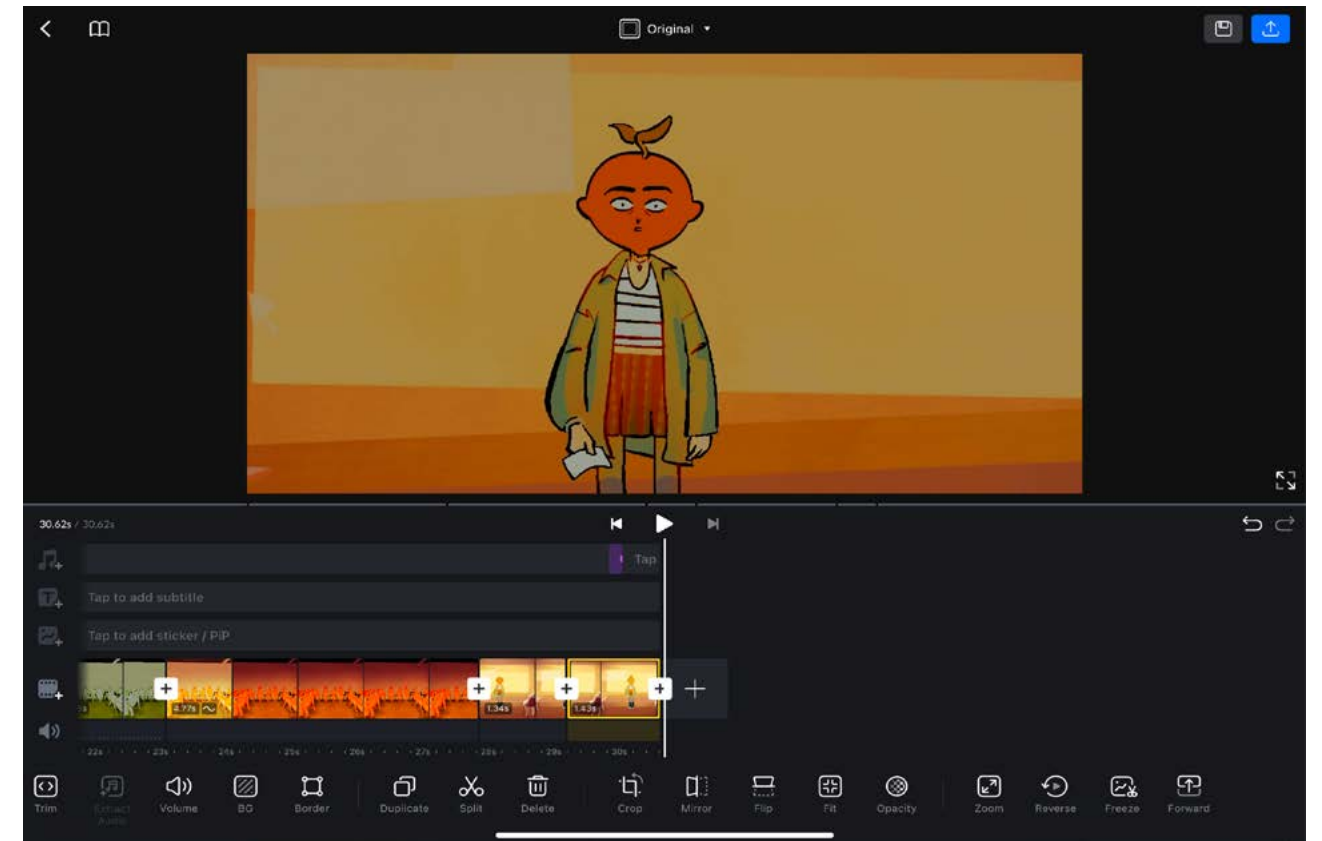 Original
30.62s / 30.62s
Tap
Tap to add subtitle
Tap to add sticker / PiP
4.77s
1.34s
1.43s
22s 23s 24s 25s 26s 27s 28s 29s 30s
Trim
Extract Audio
Volume
BG
Border
Duplicate
Split
Delete
Crop
Mirror
Flip
Fit
Opacity
Zoom
Reverse
Freeze
Forward